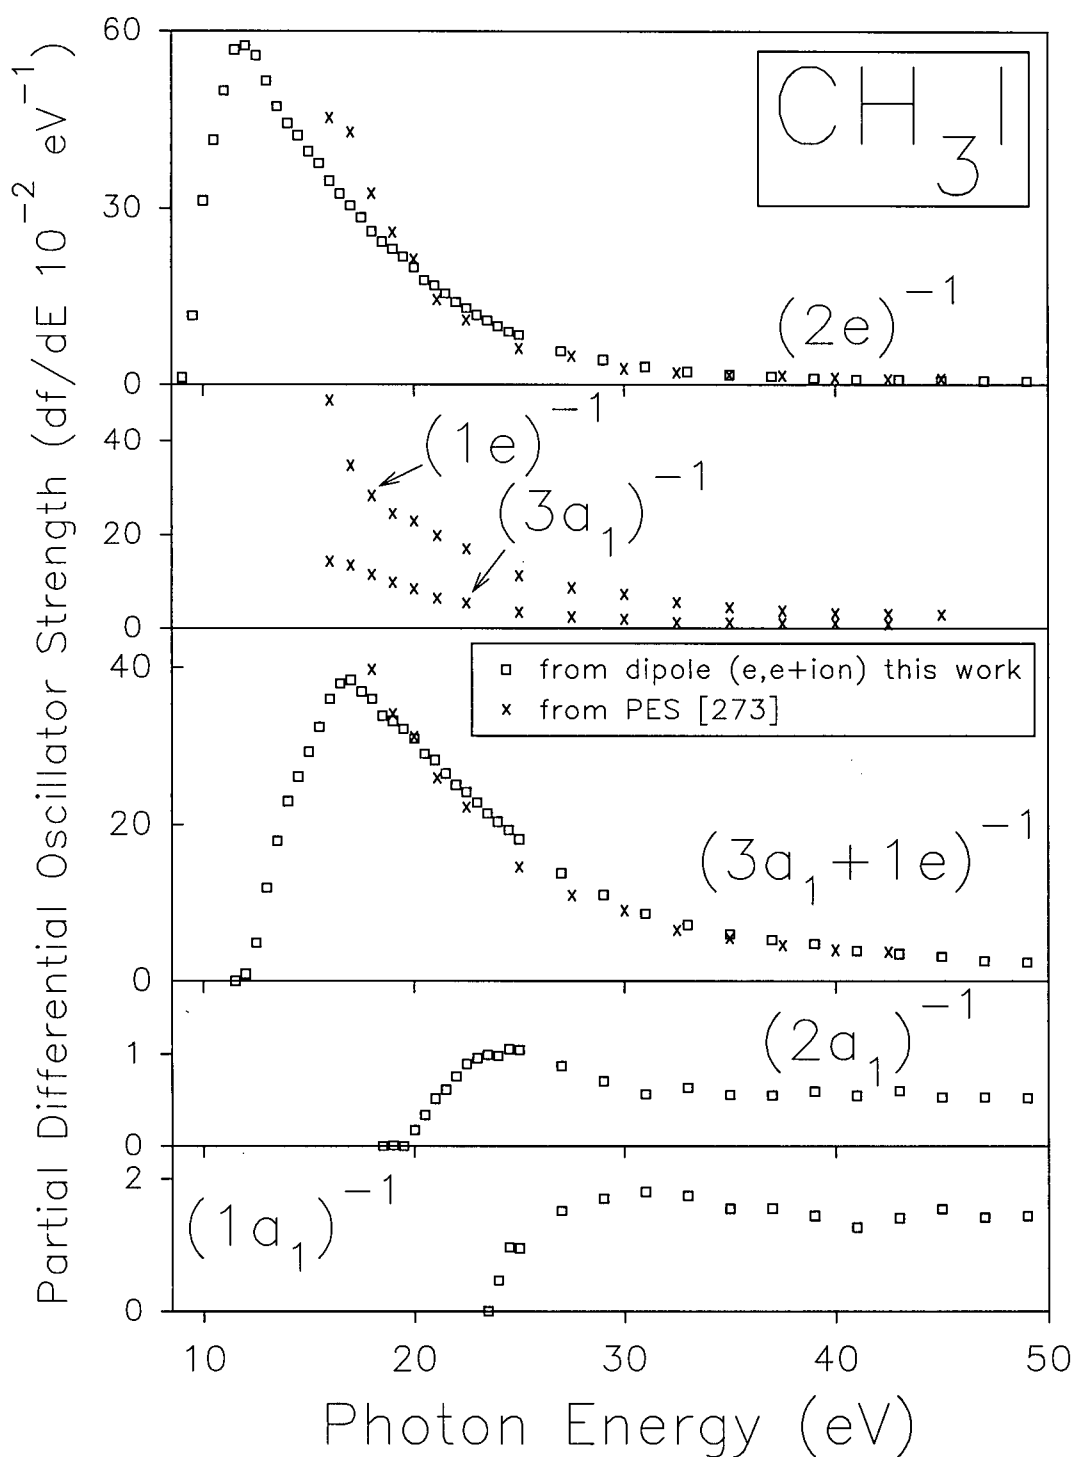 Partial Differential Oscillator Strength (df/dE 10⁻² eV⁻¹)
60
30
0
CH₃I
(2e)⁻¹
40
20
0
(1e)⁻¹
(3a₁)⁻¹
40
20
0
from dipole (e,e+ion) this work
from PES [273]
(3a₁+1e)⁻¹
1
0
(2a₁)⁻¹
2
0
(1a₁)⁻¹
10 20 30 40 50
Photon Energy (eV)